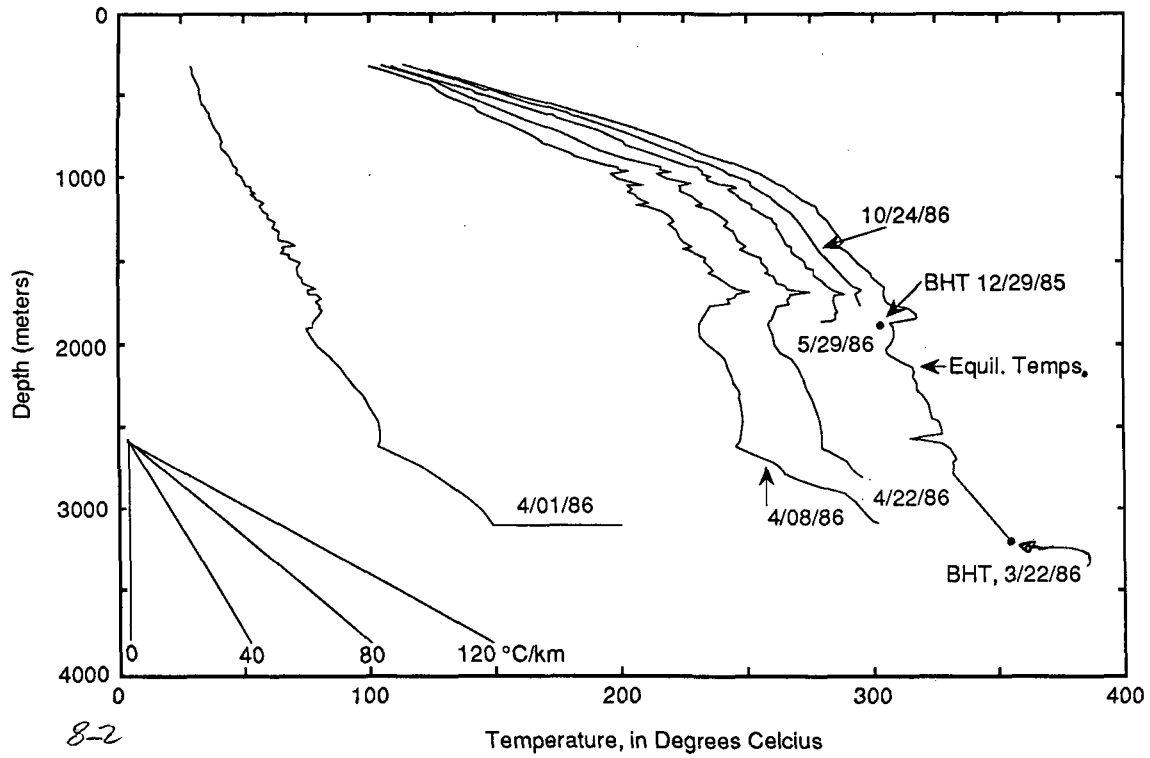 0
1000
2000
3000
4000
Depth (meters)
10/24/86
BHT 12/29/85
5/29/86
Equil. Temps.
4/01/86
4/22/86
4/08/86
BHT, 3/22/86
0 40 80 120 °C/km
0 100 200 300 400
8-2
Temperature, in Degrees Celcius